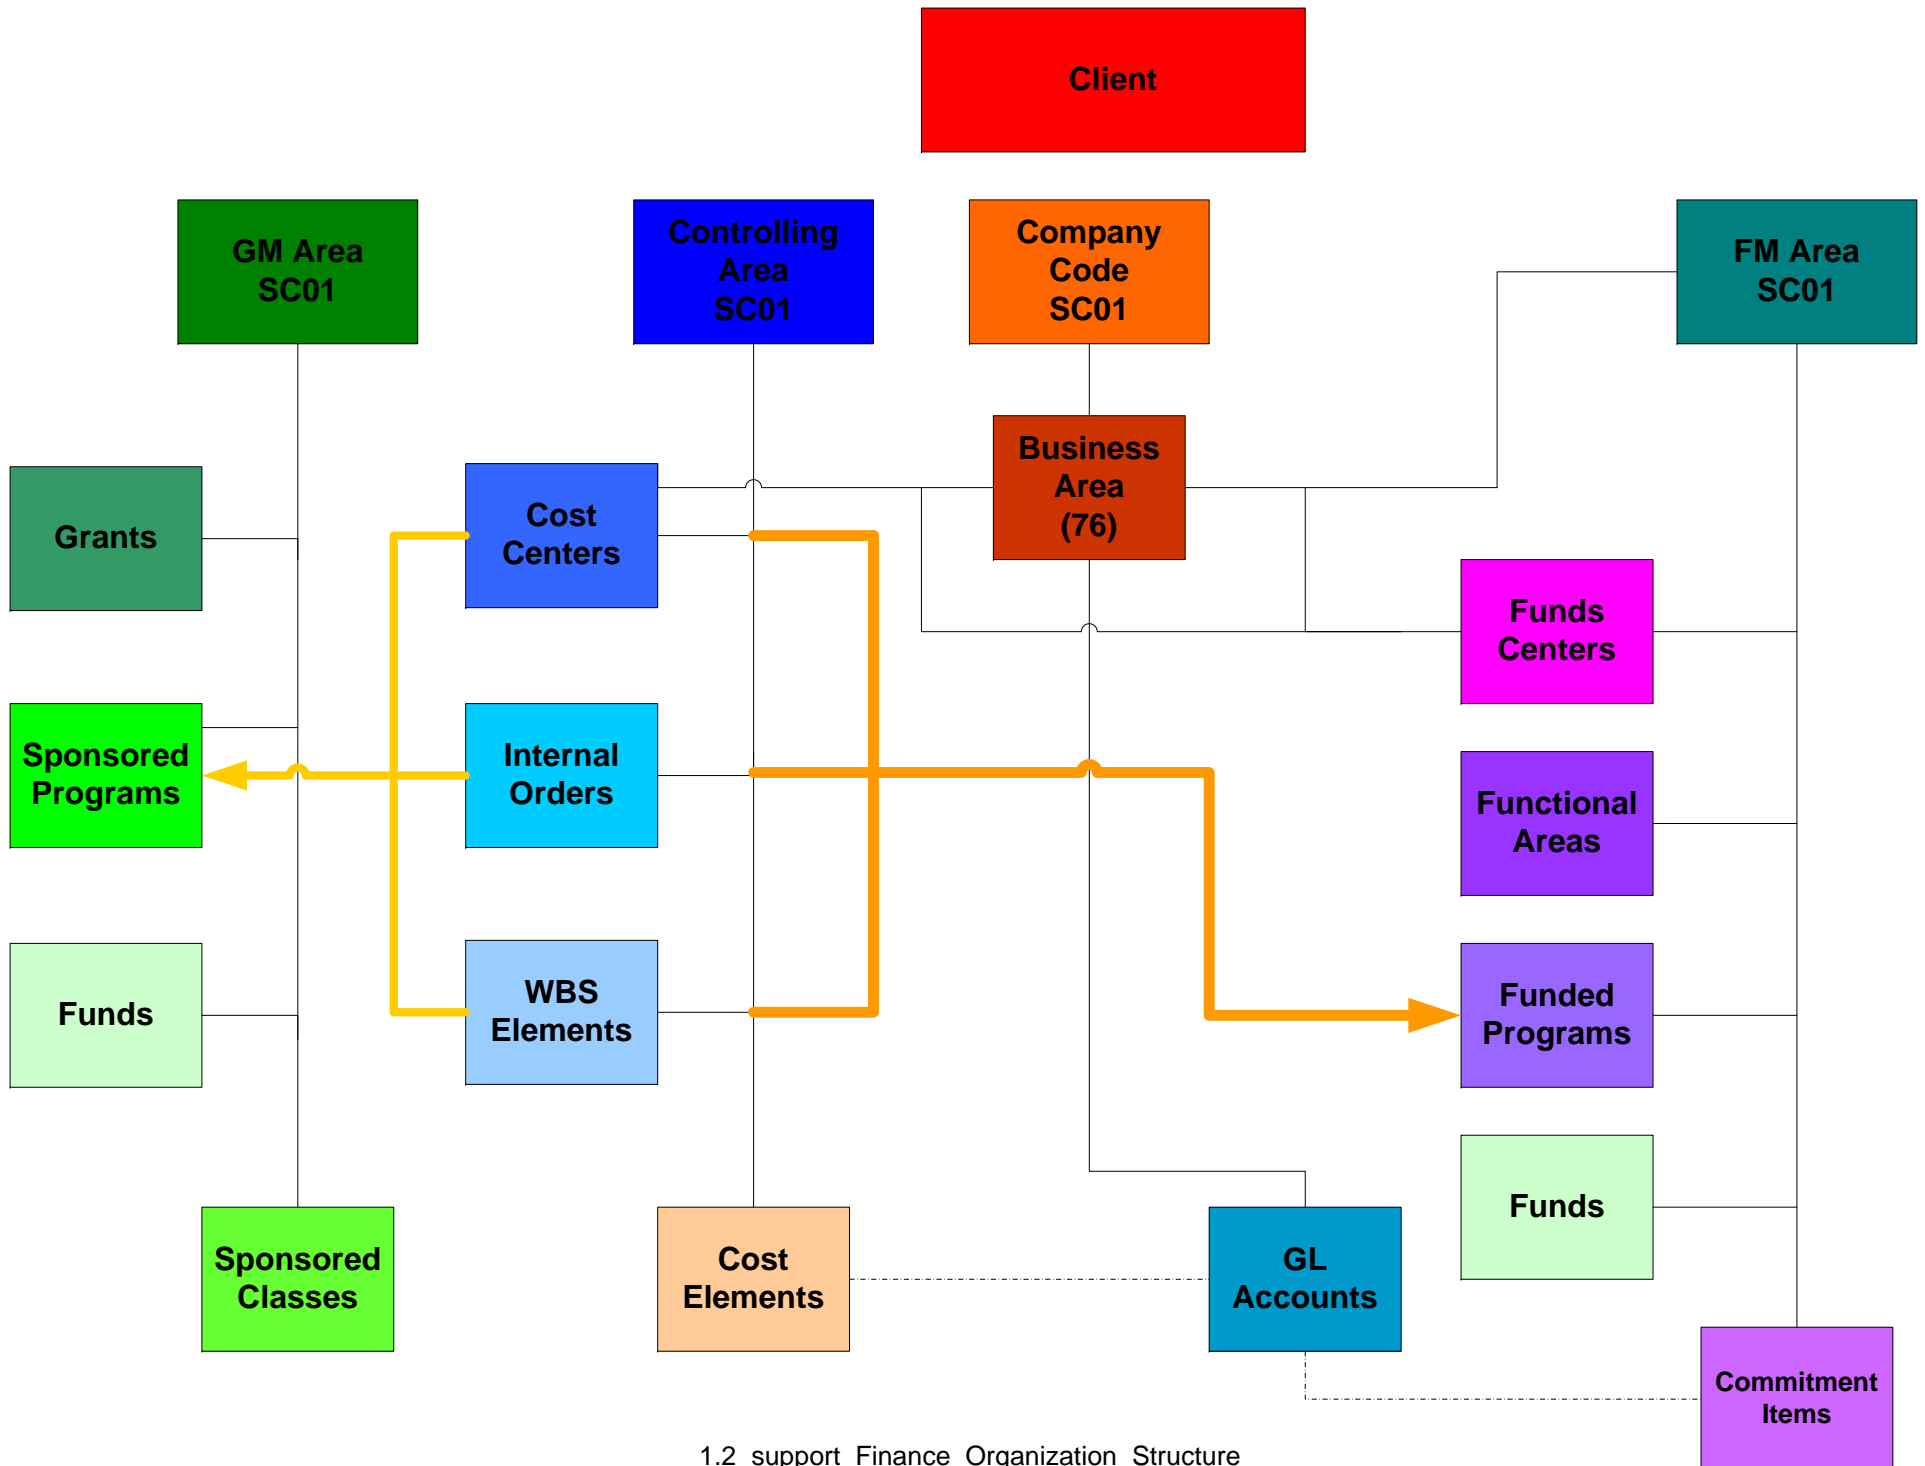 Client
GM Area
SC01
Controlling
Area
SC01
Company
Code
SC01
FM Area
SC01
Business
Area
(76)
Grants
Cost
Centers
Funds
Centers
Sponsored
Programs
Internal
Orders
Functional
Areas
Funds
WBS
Elements
Funded
Programs
Funds
Sponsored
Classes
Cost
Elements
GL
Accounts
Commitment
Items
1.2 support Finance Organization Structure